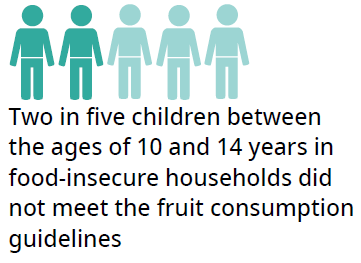 Two in five children between
the ages of 10 and 14 years in
food-insecure households did
not meet the fruit consumption
guidelines